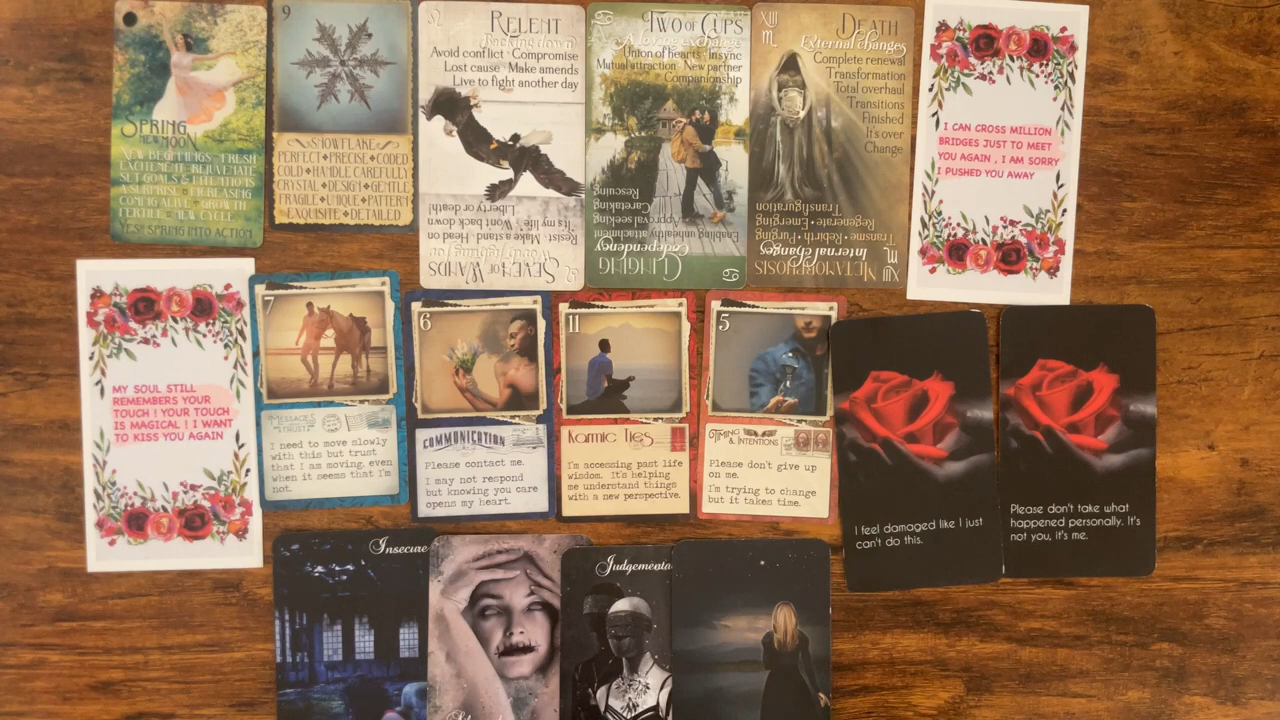 SPRING
NEW MOON
NEW BEGINNINGS • FRESH
EXCITEMENT • REJUVENATE
SET GOALS & INTENTIONS
A SURPRISE • INCREASING
COMING ALIVE • GROWTH
FERTILE • NEW CYCLE
YES! SPRING INTO ACTION
9
SNOWFLAKE
PERFECT ◆ PRECISE ◆ CODED
COLD ◆ HANDLE CAREFULLY
CRYSTAL ◆ DESIGN ◆ GENTLE
FRAGILE ◆ UNIQUE ◆ PATTERN
EXQUISITE ◆ DETAILED
♌
RELENT
Backing down
Avoid conflict • Compromise
Lost cause • Make amends
Live to fight another day
SEVEN OF WANDS
Worth fighting for
Resist • Make a stand • Head on
It's my life • Won't back down
Liberty or death!
♌
♋
TWO OF CUPS
A loving exchange
Union of hearts • In sync
Mutual attraction • New partner
Companionship
CLINGING
Codependency
Enabling unhealthy attachment
Approval seeking
Caretaking
Rescuing
♋
XIII
♏
DEATH
External changes
Complete renewal
Transformation
Total overhaul
Transitions
Finished
It's over
Change
METAMORPHOSIS
Internal changes
Transmute • Rebirth • Purging
Regenerate • Emerging
Transfiguration
XIII
♏
I CAN CROSS MILLION
BRIDGES JUST TO MEET
YOU AGAIN , I AM SORRY
I PUSHED YOU AWAY
MY SOUL STILL
REMEMBERS YOUR
TOUCH ! YOUR TOUCH
IS MAGICAL ! I WANT
TO KISS YOU AGAIN
7
MESSAGES
of TRUST
I need to move slowly
with this but trust
that I am moving, even
when it seems that I'm
not.
6
COMMUNICATION
Please contact me.
I may not respond
but knowing you care
opens my heart.
11
Karmic Ties
I'm accessing past life
wisdom. It's helping
me understand things
with a new perspective.
5
TIMING
& INTENTIONS
Please don't give up
on me.
I'm trying to change
but it takes time.
I feel damaged like I just
can't do this.
Please don't take what
happened personally. It's
not you, it's me.
Insecure
Judgementa